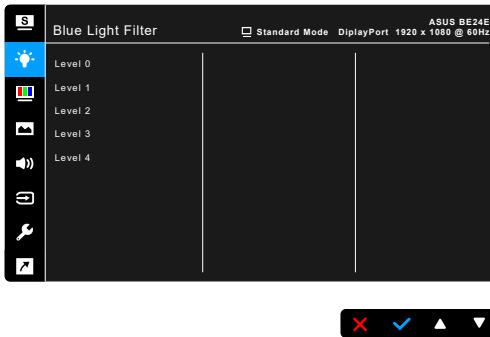 S
ASUS BE24E
Blue Light Filter
Standard Mode DiplayPort 1920 x 1080 @ 60Hz
Level 0
Level 1
Level 2
Level 3
Level 4